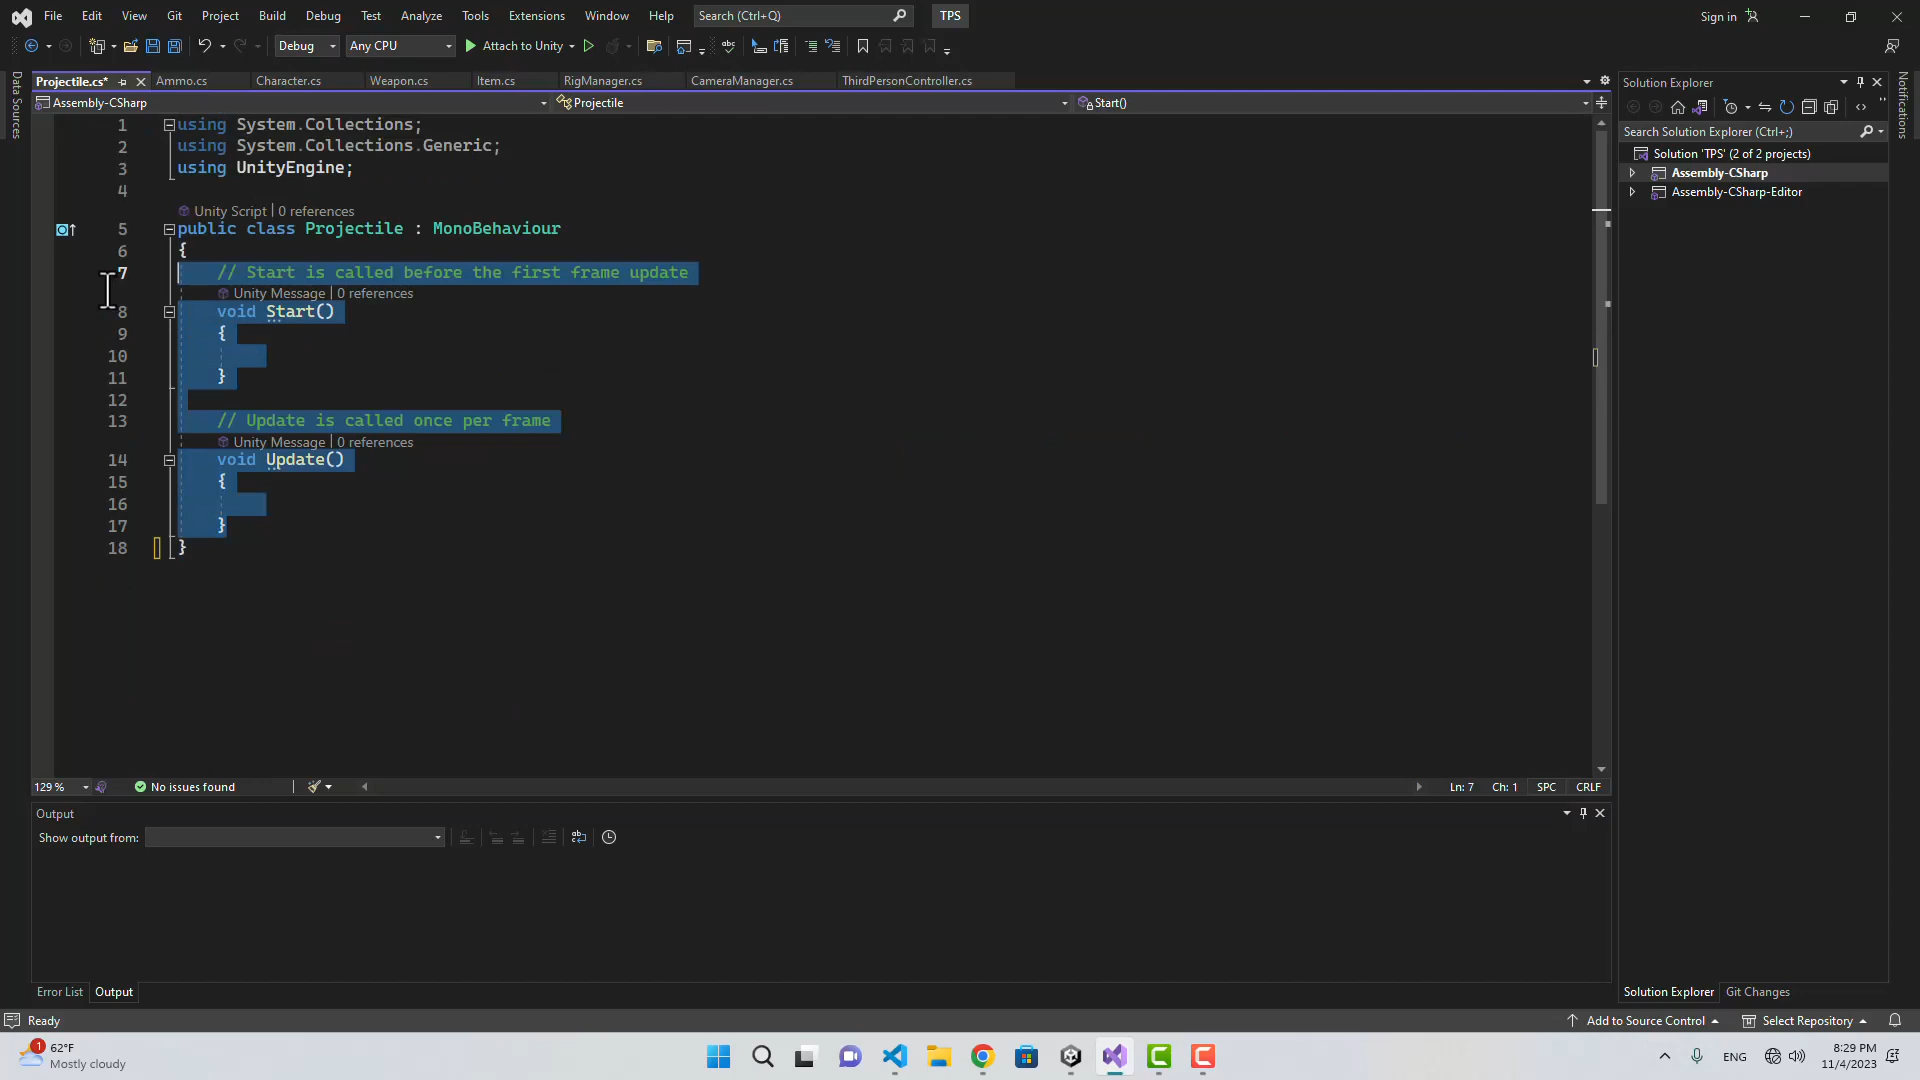 File Edit View Git Project Build Debug Test Analyze Tools Extensions Window Help Search (Ctrl+Q) TPS Sign in
Debug Any CPU Attach to Unity
Projectile.cs* Ammo.cs Character.cs Weapon.cs Item.cs RigManager.cs CameraManager.cs ThirdPersonController.cs
Assembly-CSharp Projectile Start()
1 using System.Collections;
2 using System.Collections.Generic;
3 using UnityEngine;
4
Unity Script | 0 references
5 public class Projectile : MonoBehaviour
6 {
7 // Start is called before the first frame update
Unity Message | 0 references
8 void Start()
9 {
10
11 }
12
13 // Update is called once per frame
Unity Message | 0 references
14 void Update()
15 {
16
17 }
18 }
129 % No issues found Ln: 7 Ch: 1 SPC CRLF
Output
Show output from:
Error List Output
Data Sources
Solution Explorer
Search Solution Explorer (Ctrl+;)
Solution 'TPS' (2 of 2 projects)
Assembly-CSharp
Assembly-CSharp-Editor
Solution Explorer Git Changes
Notifications
Ready Add to Source Control Select Repository
1
62°F
Mostly cloudy
ENG
8:29 PM
11/4/2023